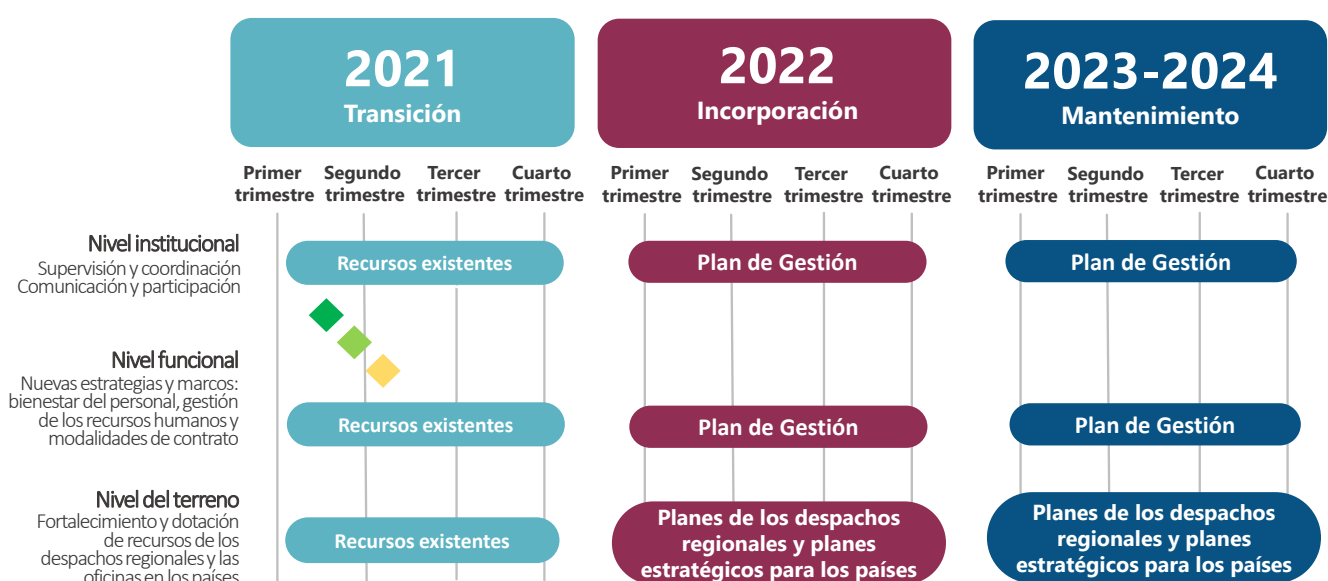 2021
Transición
2022
Incorporación
2023-2024
Mantenimiento
Primer trimestre
Segundo trimestre
Tercer trimestre
Cuarto trimestre
Primer trimestre
Segundo trimestre
Tercer trimestre
Cuarto trimestre
Primer trimestre
Segundo trimestre
Tercer trimestre
Cuarto trimestre
Nivel institucional
Supervisión y coordinación
Comunicación y participación
Recursos existentes
Plan de Gestión
Plan de Gestión
Nivel funcional
Nuevas estrategias y marcos:
bienestar del personal, gestión
de los recursos humanos y
modalidades de contrato
Recursos existentes
Plan de Gestión
Plan de Gestión
Nivel del terreno
Fortalecimiento y dotación
de recursos de los
despachos regionales y las
oficinas en los países
Recursos existentes
Planes de los despachos
regionales y planes
estratégicos para los países
Planes de los despachos
regionales y planes
estratégicos para los países